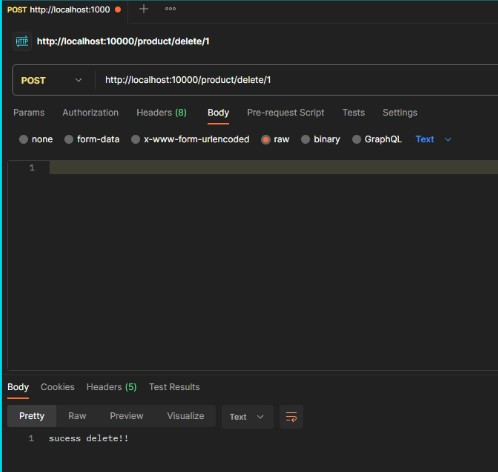 POST http://localhost:1000
HTTP http://localhost:10000/product/delete/1
POST http://localhost:10000/product/delete/1
Params Authorization Headers (8) Body Pre-request Script Tests Settings
none form-data x-www-form-urlencoded raw binary GraphQL Text
1
Body Cookies Headers (5) Test Results
Pretty Raw Preview Visualize Text
1 sucess delete!!